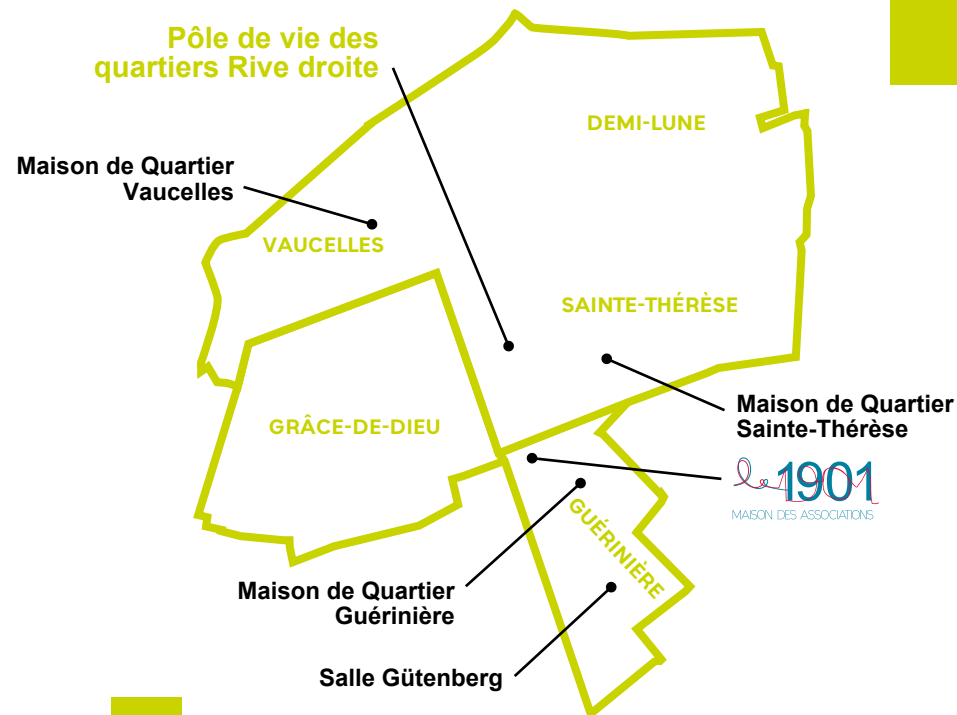 Pôle de vie des
quartiers Rive droite
DEMI-LUNE
Maison de Quartier
Vaucelles
VAUCELLES
SAINTE-THÉRÈSE
Maison de Quartier
Sainte-Thérèse
GRÂCE-DE-DIEU
le 1901
MAISON DES ASSOCIATIONS
GUÉRINIÈRE
Maison de Quartier
Guérinière
Salle Gütenberg